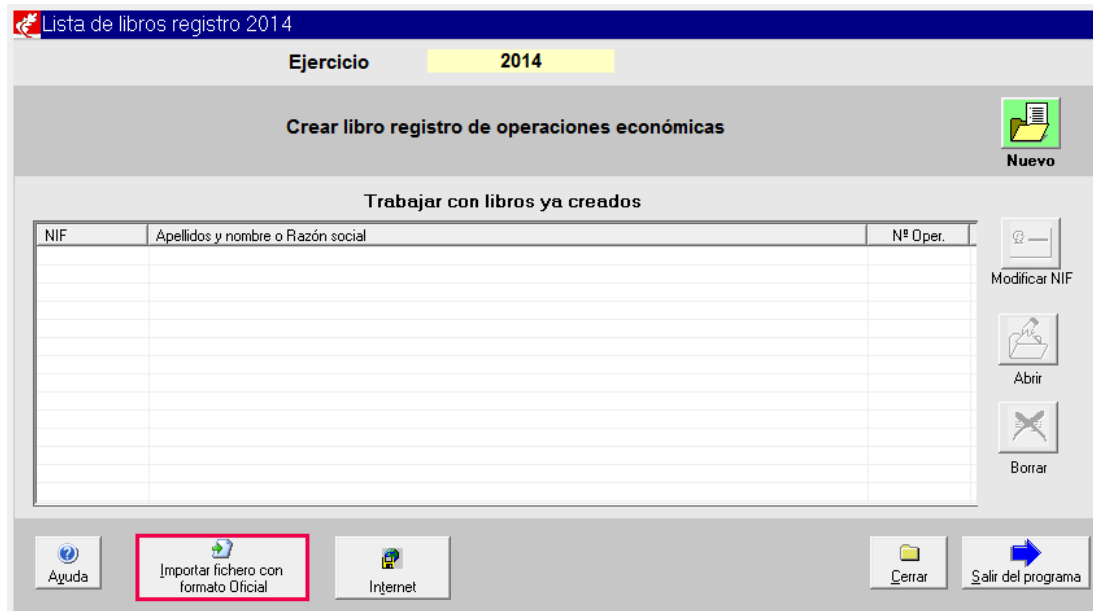 Lista de libros registro 2014
Ejercicio 2014
Crear libro registro de operaciones económicas
Nuevo
Trabajar con libros ya creados
NIF Apellidos y nombre o Razón social Nº Oper.
Modificar NIF
Abrir
Borrar
Ayuda
Importar fichero con
formato Oficial
Internet
Cerrar
Salir del programa